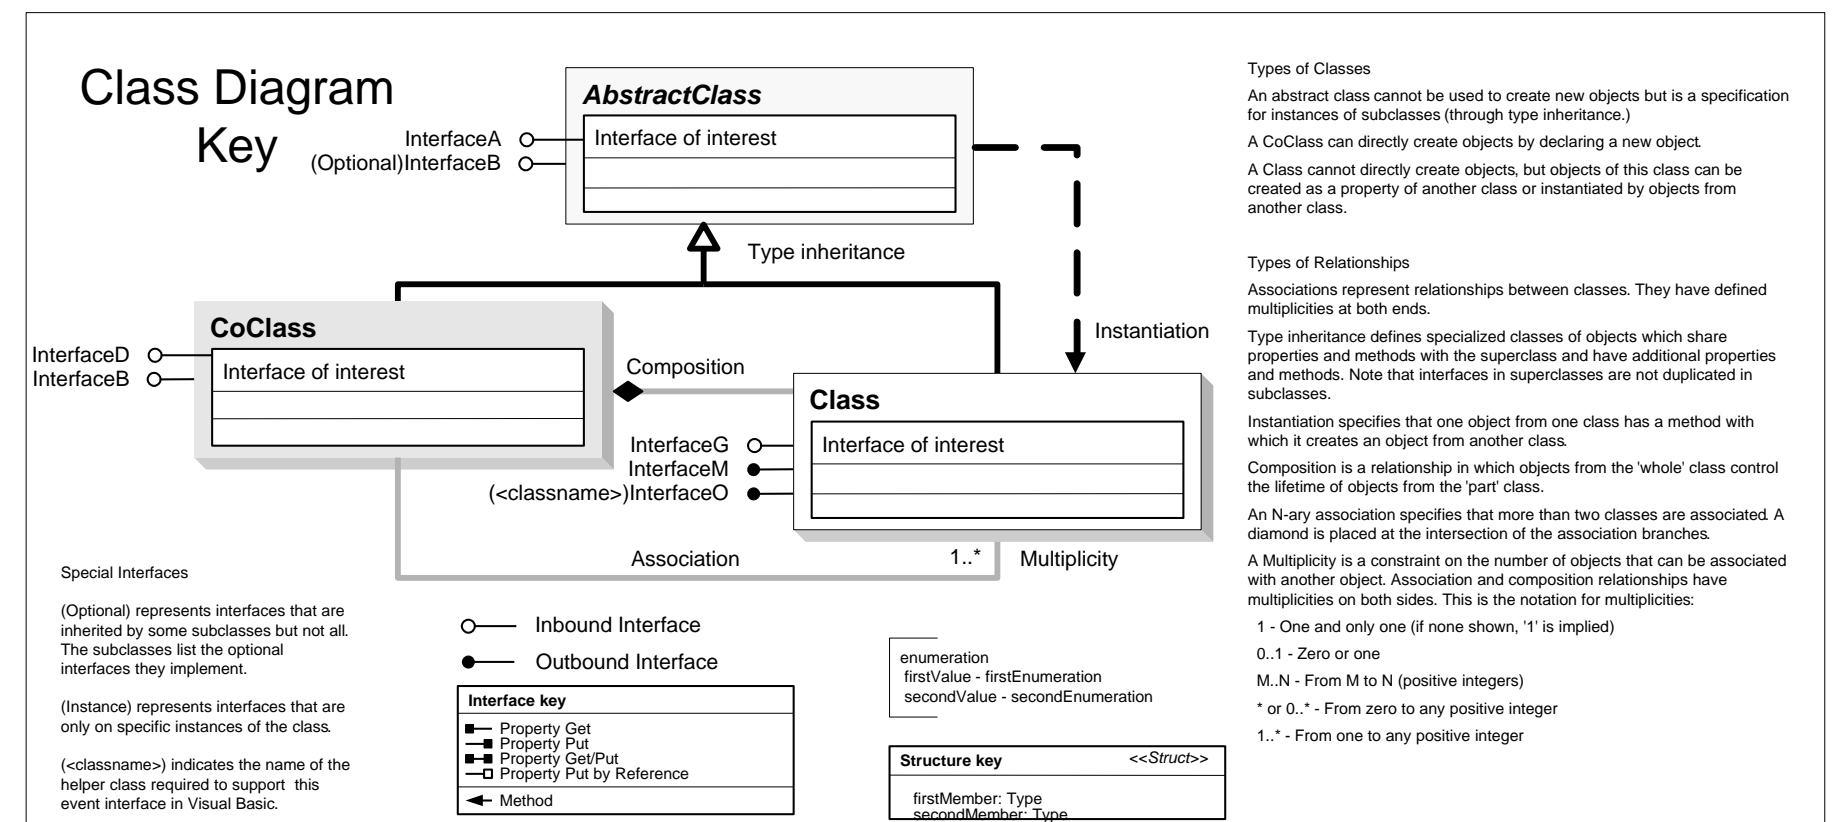 Class Diagram
Key
AbstractClass
Interface of interest
InterfaceA
(Optional)InterfaceB
Type inheritance
CoClass
Interface of interest
InterfaceD
InterfaceB
Composition
Instantiation
Class
Interface of interest
InterfaceG
InterfaceM
(<classname>)InterfaceO
Association
1..*
Multiplicity
Special Interfaces
(Optional) represents interfaces that are
inherited by some subclasses but not all.
The subclasses list the optional
interfaces they implement.
(Instance) represents interfaces that are
only on specific instances of the class.
(<classname>) indicates the name of the
helper class required to support this
event interface in Visual Basic.
Inbound Interface
Outbound Interface
Interface key
Property Get
Property Put
Property Get/Put
Property Put by Reference
Method
enumeration
firstValue - firstEnumeration
secondValue - secondEnumeration
Structure key
<<Struct>>
firstMember: Type
secondMember: Type
Types of Classes
An abstract class cannot be used to create new objects but is a specification
for instances of subclasses (through type inheritance.)
A CoClass can directly create objects by declaring a new object.
A Class cannot directly create objects, but objects of this class can be
created as a property of another class or instantiated by objects from
another class.
Types of Relationships
Associations represent relationships between classes. They have defined
multiplicities at both ends.
Type inheritance defines specialized classes of objects which share
properties and methods with the superclass and have additional properties
and methods. Note that interfaces in superclasses are not duplicated in
subclasses.
Instantiation specifies that one object from one class has a method with
which it creates an object from another class.
Composition is a relationship in which objects from the 'whole' class control
the lifetime of objects from the 'part' class.
An N-ary association specifies that more than two classes are associated. A
diamond is placed at the intersection of the association branches.
A Multiplicity is a constraint on the number of objects that can be associated
with another object. Association and composition relationships have
multiplicities on both sides. This is the notation for multiplicities:
1 - One and only one (if none shown, '1' is implied)
0..1 - Zero or one
M..N - From M to N (positive integers)
* or 0..* - From zero to any positive integer
1..* - From one to any positive integer